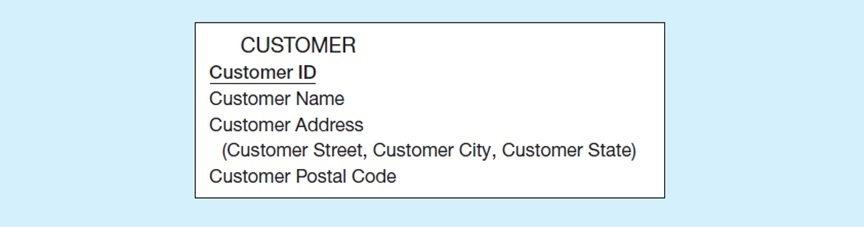 CUSTOMER
Customer ID
Customer Name
Customer Address
(Customer Street, Customer City, Customer State)
Customer Postal Code